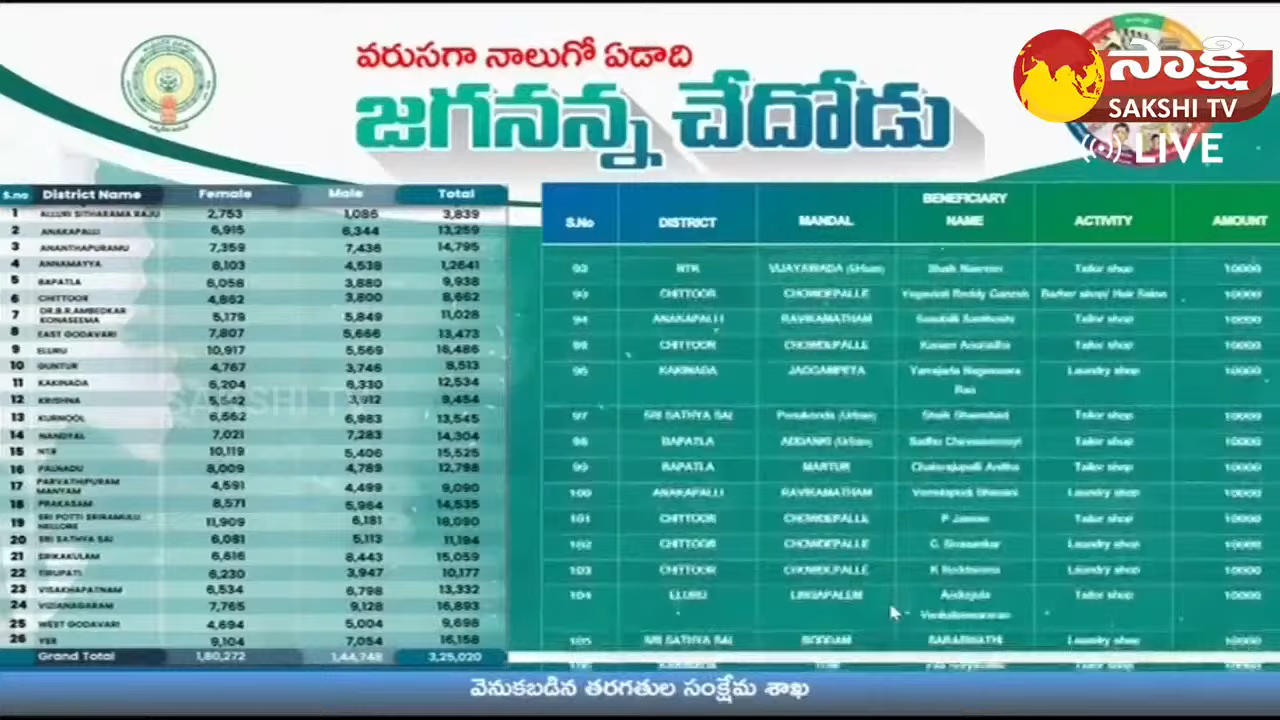 వరుసగా నాలుగో ఏడాది
జగనన్న చేదోడు
సాక్షి
SAKSHI TV
LIVE
S.no District Name Female Male Total
1 ALLURI SITHARAMA RAJU 2,753 1,086 3,839
2 ANAKAPALLI 6,915 6,344 13,259
3 ANANTHAPURAMU 7,359 7,436 14,795
4 ANNAMAYYA 8,103 4,538 1,2641
5 BAPATLA 6,058 3,880 9,938
6 CHITTOOR 4,862 3,800 8,662
7 DR.B.R.AMBEDKAR
KONASEEMA 5,179 5,849 11,028
8 EAST GODAVARI 7,807 5,666 13,473
9 ELURU 10,917 5,569 16,486
10 GUNTUR 4,767 3,746 8,513
11 KAKINADA 6,204 6,330 12,534
12 KRISHNA 5,542 3,912 9,454
13 KURNOOL 6,562 6,983 13,545
14 NANDYAL 7,021 7,283 14,304
15 NTR 10,119 5,406 15,525
16 PALNADU 8,009 4,789 12,798
17 PARVATHIPURAM
MANYAM 4,591 4,499 9,090
18 PRAKASAM 8,571 5,964 14,535
19 SRI POTTI SRIRAMULU
NELLORE 11,909 6,181 18,090
20 SRI SATHYA SAI 6,081 5,113 11,194
21 SRIKAKULAM 6,616 8,443 15,059
22 TIRUPATI 6,230 3,947 10,177
23 VISAKHAPATNAM 6,534 6,798 13,332
24 VIZIANAGARAM 7,765 9,128 16,893
25 WEST GODAVARI 4,694 5,004 9,698
26 YSR 9,104 7,054 16,158
Grand Total 1,80,272 1,44,748 3,25,020
S.No DISTRICT MANDAL BENEFICIARY
NAME ACTIVITY AMOUNT
NTR VIJAYAWADA (Urban) Tailor shop 10000
93 CHITTOOR CHOWDEPALLE Reddy Ganesh Barber shop/ Hair Salon 10000
94 ANAKAPALLI RAVIKAMATHAM Tailor shop 10000
CHITTOOR CHOWDEPALLE Tailor shop 10000
KAKINADA JAGGAMPETA Laundry shop 10000
97 SRI SATHYA SAI Penukonda (Urban) Tailor shop 10000
98 BAPATLA ADDANKI (Urban) Tailor shop 10000
99 BAPATLA MARTUR Tailor shop 10000
100 ANAKAPALLI RAVIKAMATHAM Laundry shop 10000
101 CHITTOOR CHOWDEPALLE Tailor shop 10000
102 CHITTOOR CHOWDEPALLE Laundry shop 10000
103 CHITTOOR CHOWDEPALLE Laundry shop 10000
104 ELURU LINGAPALEM Tailor shop 10000
105 SRI SATHYA SAI Laundry shop 10000
వెనుకబడిన తరగతుల సంక్షేమ శాఖ